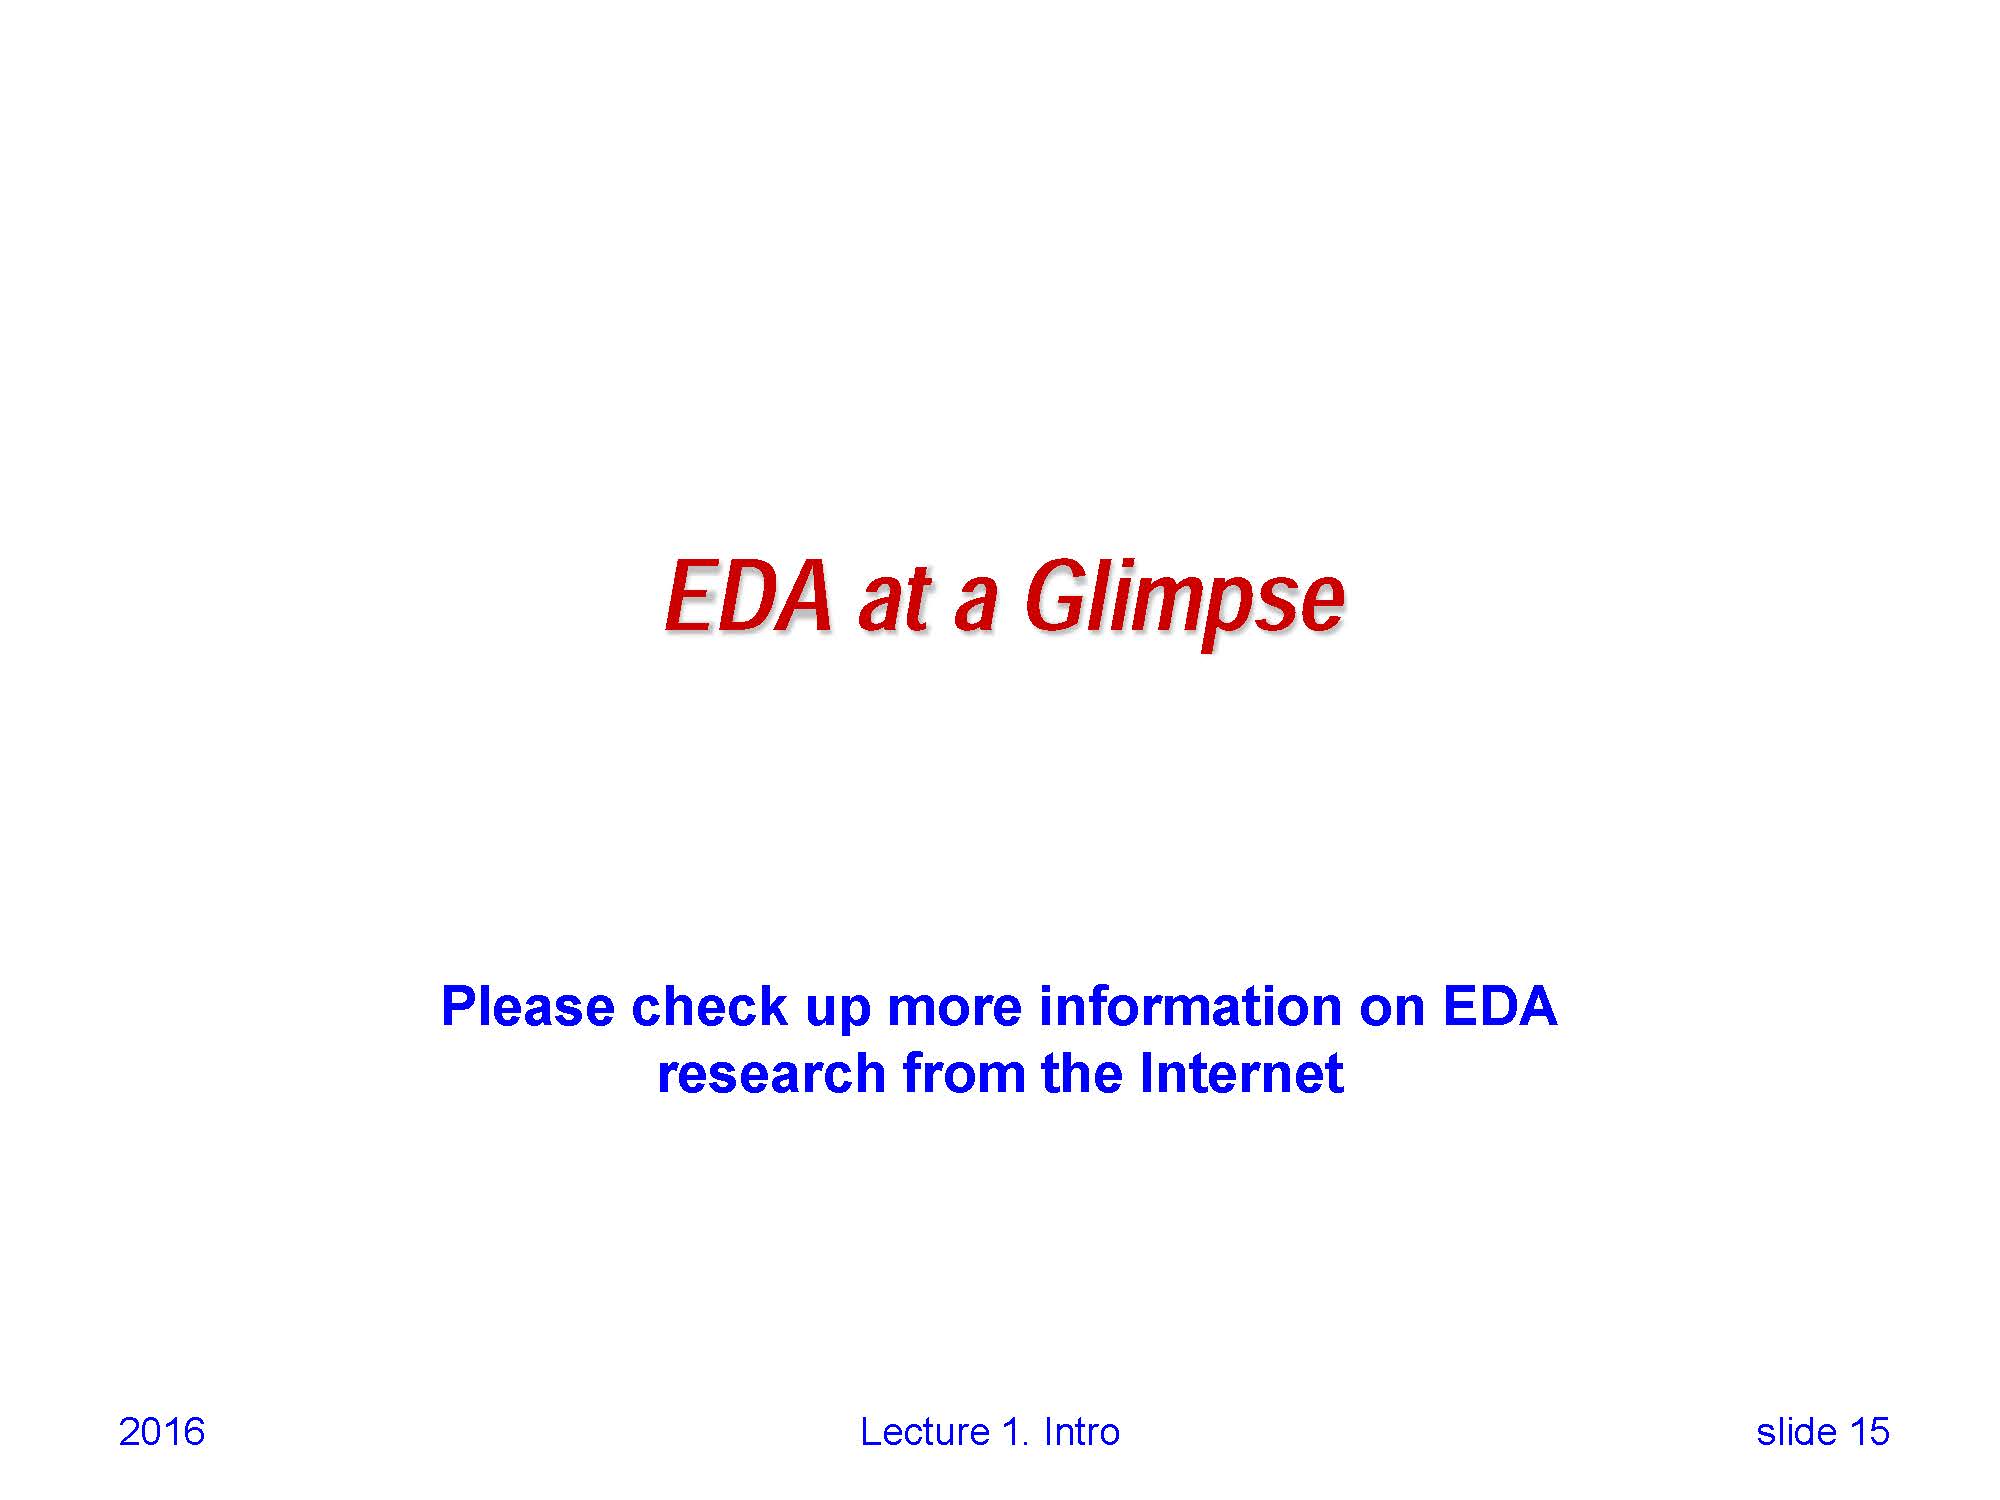 EDA at a Glimpse
Please check up more information on EDA
research from the Internet
2016
Lecture 1. Intro
slide 15